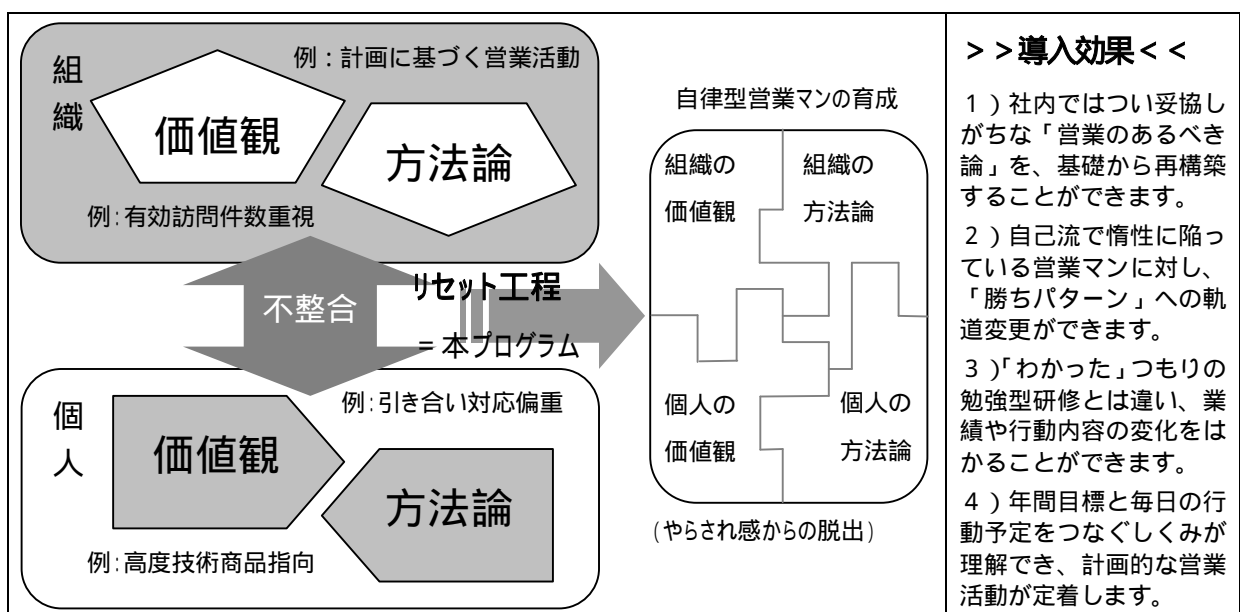 組
織
例：計画に基づく営業活動
価値観
方法論
例：有効訪問件数重視
不整合
リセット工程
＝本プログラム
個
人
例：引き合い対応偏重
価値観
方法論
例：高度技術商品指向
自律型営業マンの育成
組織の
価値観
組織の
方法論
個人の
価値観
個人の
方法論
（やらされ感からの脱出）
＞＞導入効果＜＜
１）社内ではつい妥協し
がちな「営業のあるべき
論」を、基礎から再構築
することができます。
２）自己流で惰性に陥っ
ている営業マンに対し、
「勝ちパターン」への軌
道変更ができます。
３）「わかった」つもりの
勉強型研修とは違い、業
績や行動内容の変化をは
かることができます。
４）年間目標と毎日の行
動予定をつなぐしくみが
理解でき、計画的な営業
活動が定着します。